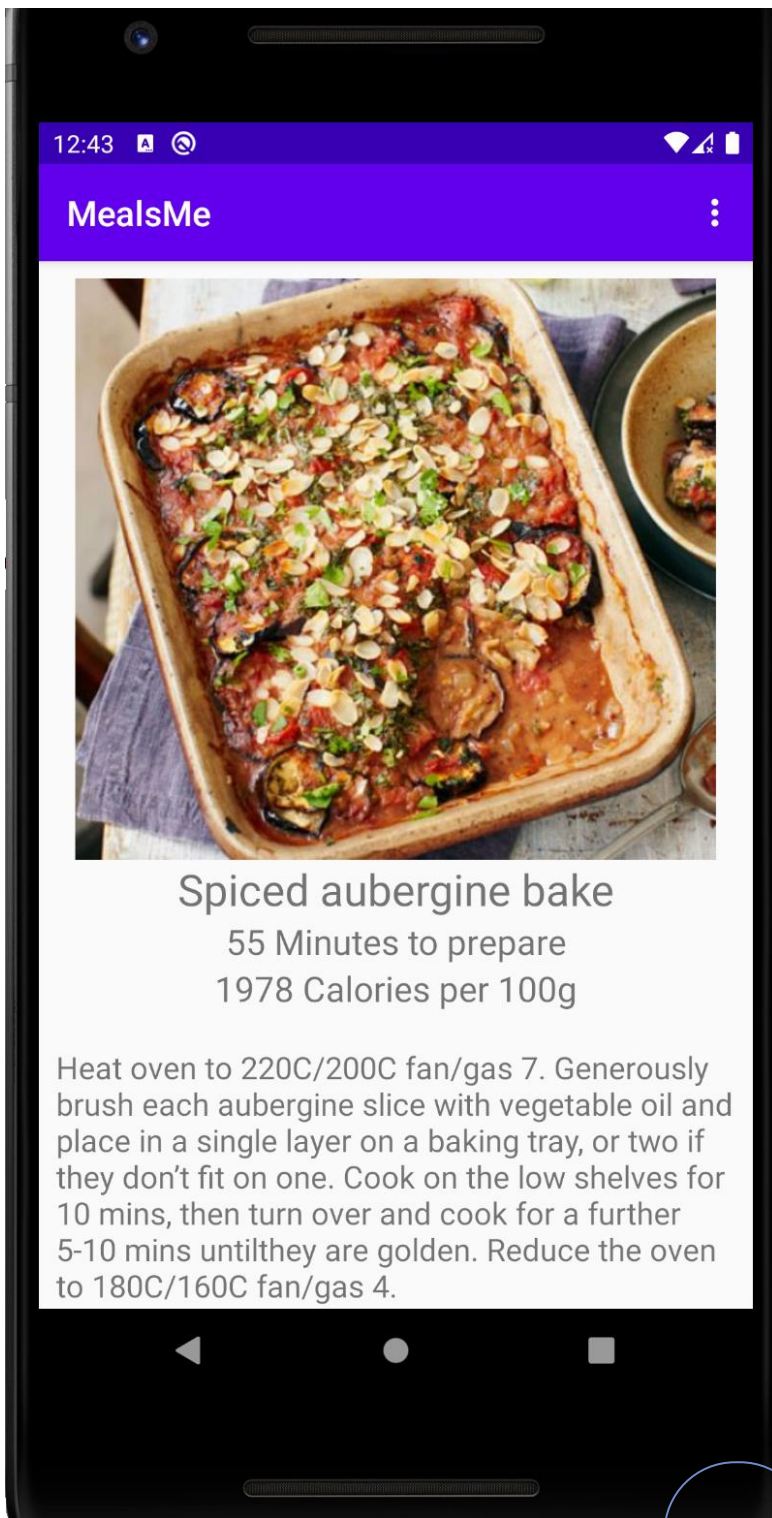 12:43
MealsMe
Spiced aubergine bake
55 Minutes to prepare
1978 Calories per 100g
Heat oven to 220C/200C fan/gas 7. Generously
brush each aubergine slice with vegetable oil and
place in a single layer on a baking tray, or two if
they don’t fit on one. Cook on the low shelves for
10 mins, then turn over and cook for a further
5-10 mins untilthey are golden. Reduce the oven
to 180C/160C fan/gas 4.